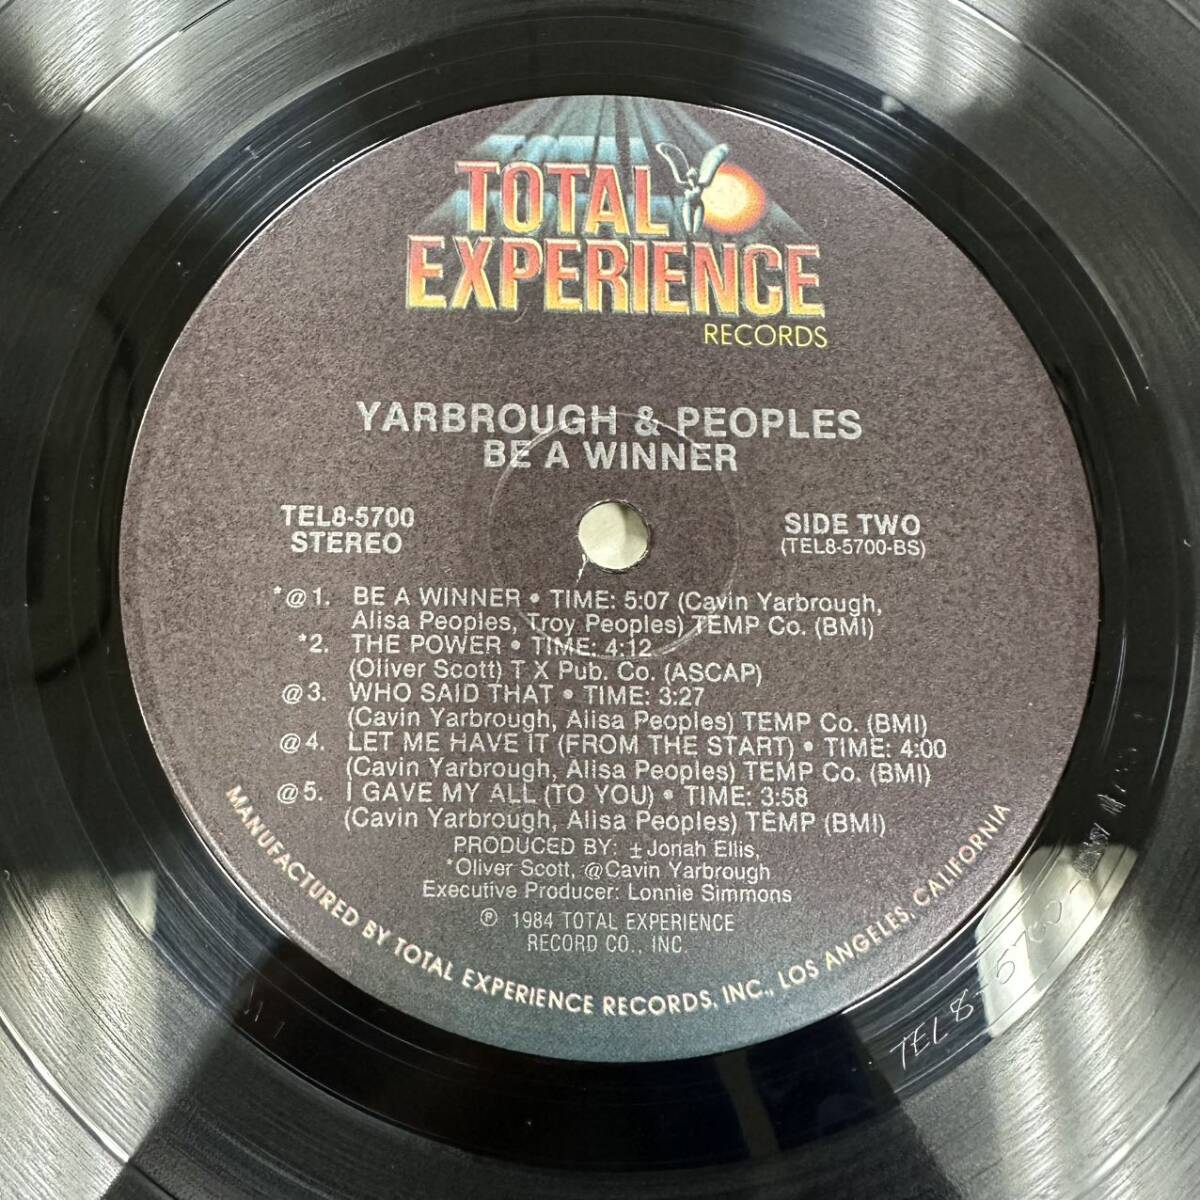 TOTAL
EXPERIENCE
RECORDS
YARBROUGH & PEOPLES
BE A WINNER
TEL8-5700
STEREO
SIDE TWO
(TEL8-5700-BS)
*@1. BE A WINNER • TIME: 5:07 (Cavin Yarbrough,
Alisa Peoples, Troy Peoples) TEMP Co. (BMI)
*2. THE POWER • TIME: 4:12
(Oliver Scott) T X Pub. Co. (ASCAP)
@3. WHO SAID THAT • TIME: 3:27
(Cavin Yarbrough, Alisa Peoples) TEMP Co. (BMI)
@4. LET ME HAVE IT (FROM THE START) • TIME: 4:00
(Cavin Yarbrough, Alisa Peoples) TEMP Co. (BMI)
@5. I GAVE MY ALL (TO YOU) • TIME: 3:58
(Cavin Yarbrough, Alisa Peoples) TEMP (BMI)
PRODUCED BY: ±Jonah Ellis,
*Oliver Scott, @Cavin Yarbrough
Executive Producer: Lonnie Simmons
℗ 1984 TOTAL EXPERIENCE
RECORD CO., INC.
MANUFACTURED BY TOTAL EXPERIENCE RECORDS, INC., LOS ANGELES, CALIFORNIA
TEL8-5700